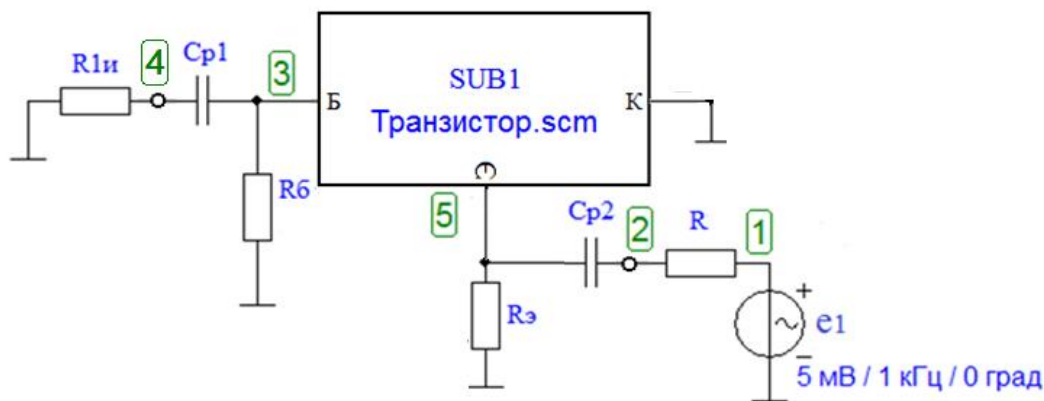 R1и
4
Ср1
3
Б
SUB1
Транзистор.scm
К
Э
Rб
5
Ср2
2
R
1
Rэ
+
e1
−
5 мВ / 1 кГц / 0 град